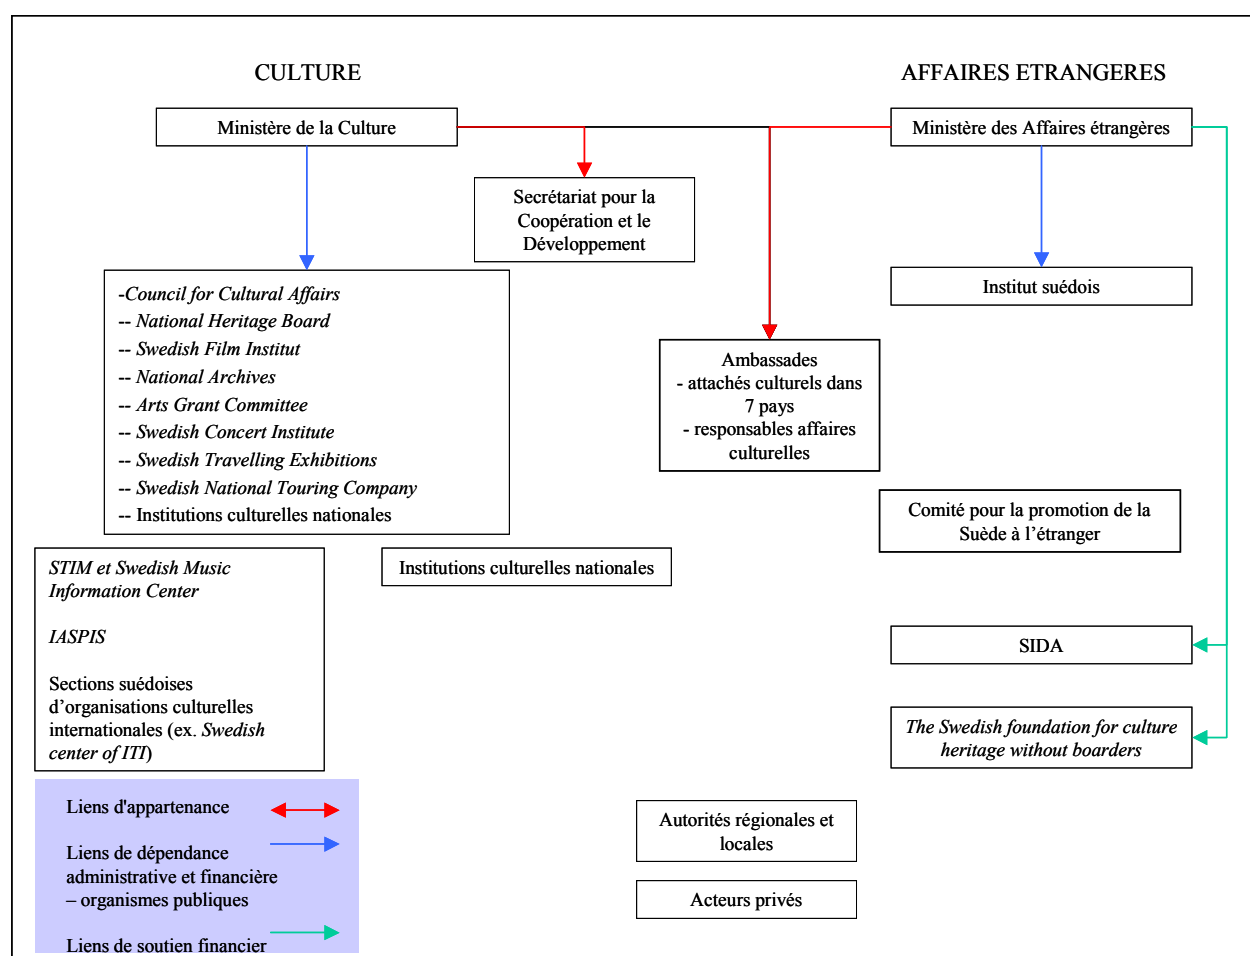 CULTURE
AFFAIRES ETRANGERES
Ministère de la Culture
Ministère des Affaires étrangères
Secrétariat pour la
Coopération et le
Développement
Institut suédois
-Council for Cultural Affairs
-- National Heritage Board
-- Swedish Film Institut
-- National Archives
-- Arts Grant Committee
-- Swedish Concert Institute
-- Swedish Travelling Exhibitions
-- Swedish National Touring Company
-- Institutions culturelles nationales
Ambassades
- attachés culturels dans
7 pays
- responsables affaires
culturelles
Comité pour la promotion de la
Suède à l’étranger
STIM et Swedish Music
Information Center
IASPIS
Sections suédoises
d’organisations culturelles
internationales (ex. Swedish
center of ITI)
Institutions culturelles nationales
SIDA
The Swedish foundation for culture
heritage without boarders
Liens d'appartenance
Liens de dépendance
administrative et financière
– organismes publiques
Liens de soutien financier
Autorités régionales et
locales
Acteurs privés